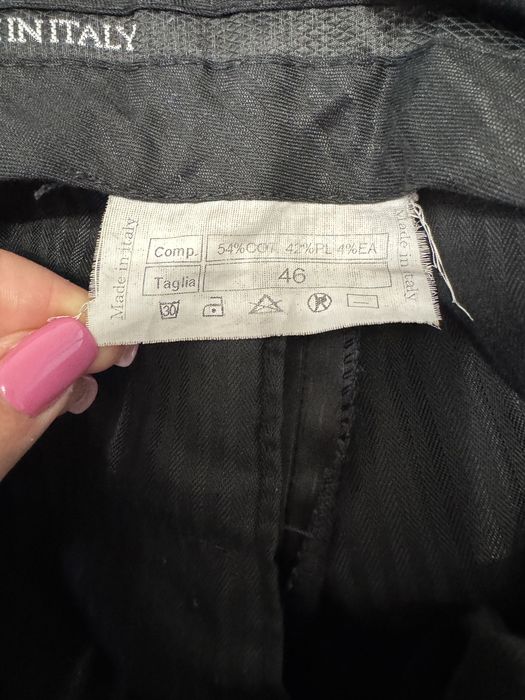 IN ITALY
Made in Italy
Comp. 54%COT 42%PL 4%EA
Taglia 46
30
R
Made in Italy